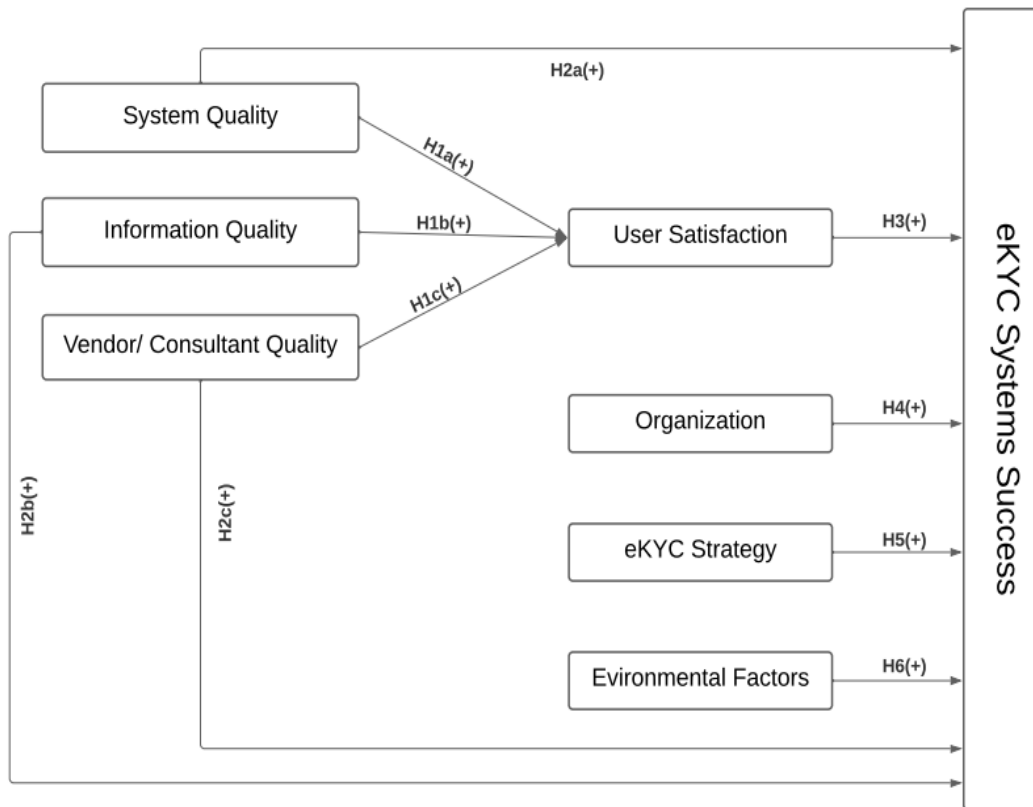 H2a(+)
System Quality
H1a(+)
Information Quality
H1b(+)
User Satisfaction
H3(+)
Vendor/ Consultant Quality
H1c(+)
Organization
H4(+)
eKYC Strategy
H5(+)
Evironmental Factors
H6(+)
H2b(+)
H2c(+)
eKYC Systems Success